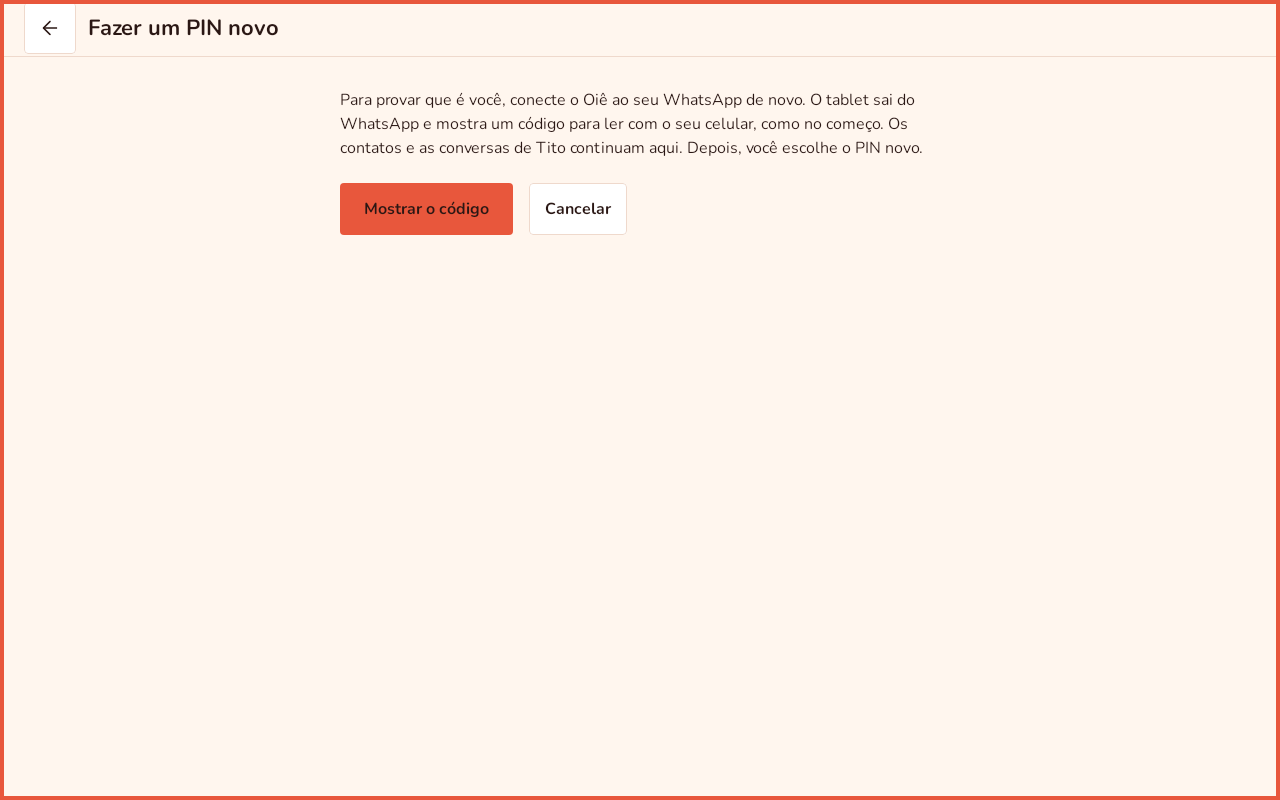 Fazer um PIN novo
Para provar que é você, conecte o Oiê ao seu WhatsApp de novo. O tablet sai do
WhatsApp e mostra um código para ler com o seu celular, como no começo. Os
contatos e as conversas de Tito continuam aqui. Depois, você escolhe o PIN novo.
Mostrar o código
Cancelar